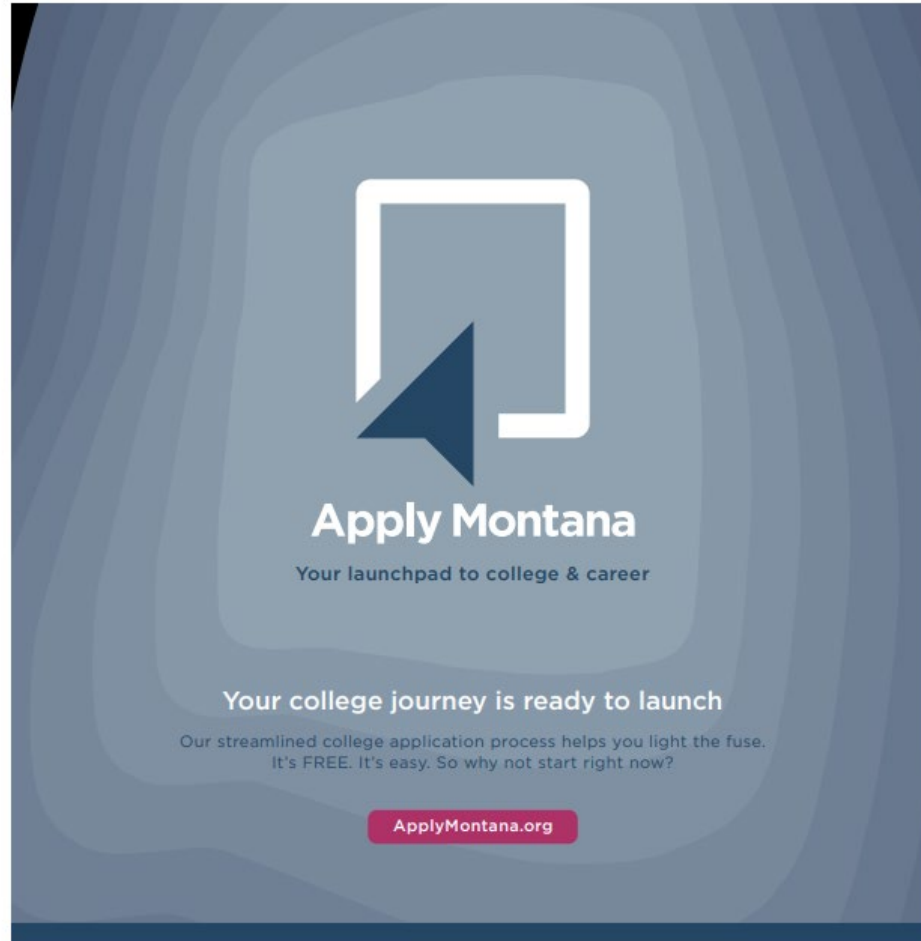 Apply Montana
Your launchpad to college & career
Your college journey is ready to launch
Our streamlined college application process helps you light the fuse.
It's FREE. It's easy. So why not start right now?
ApplyMontana.org